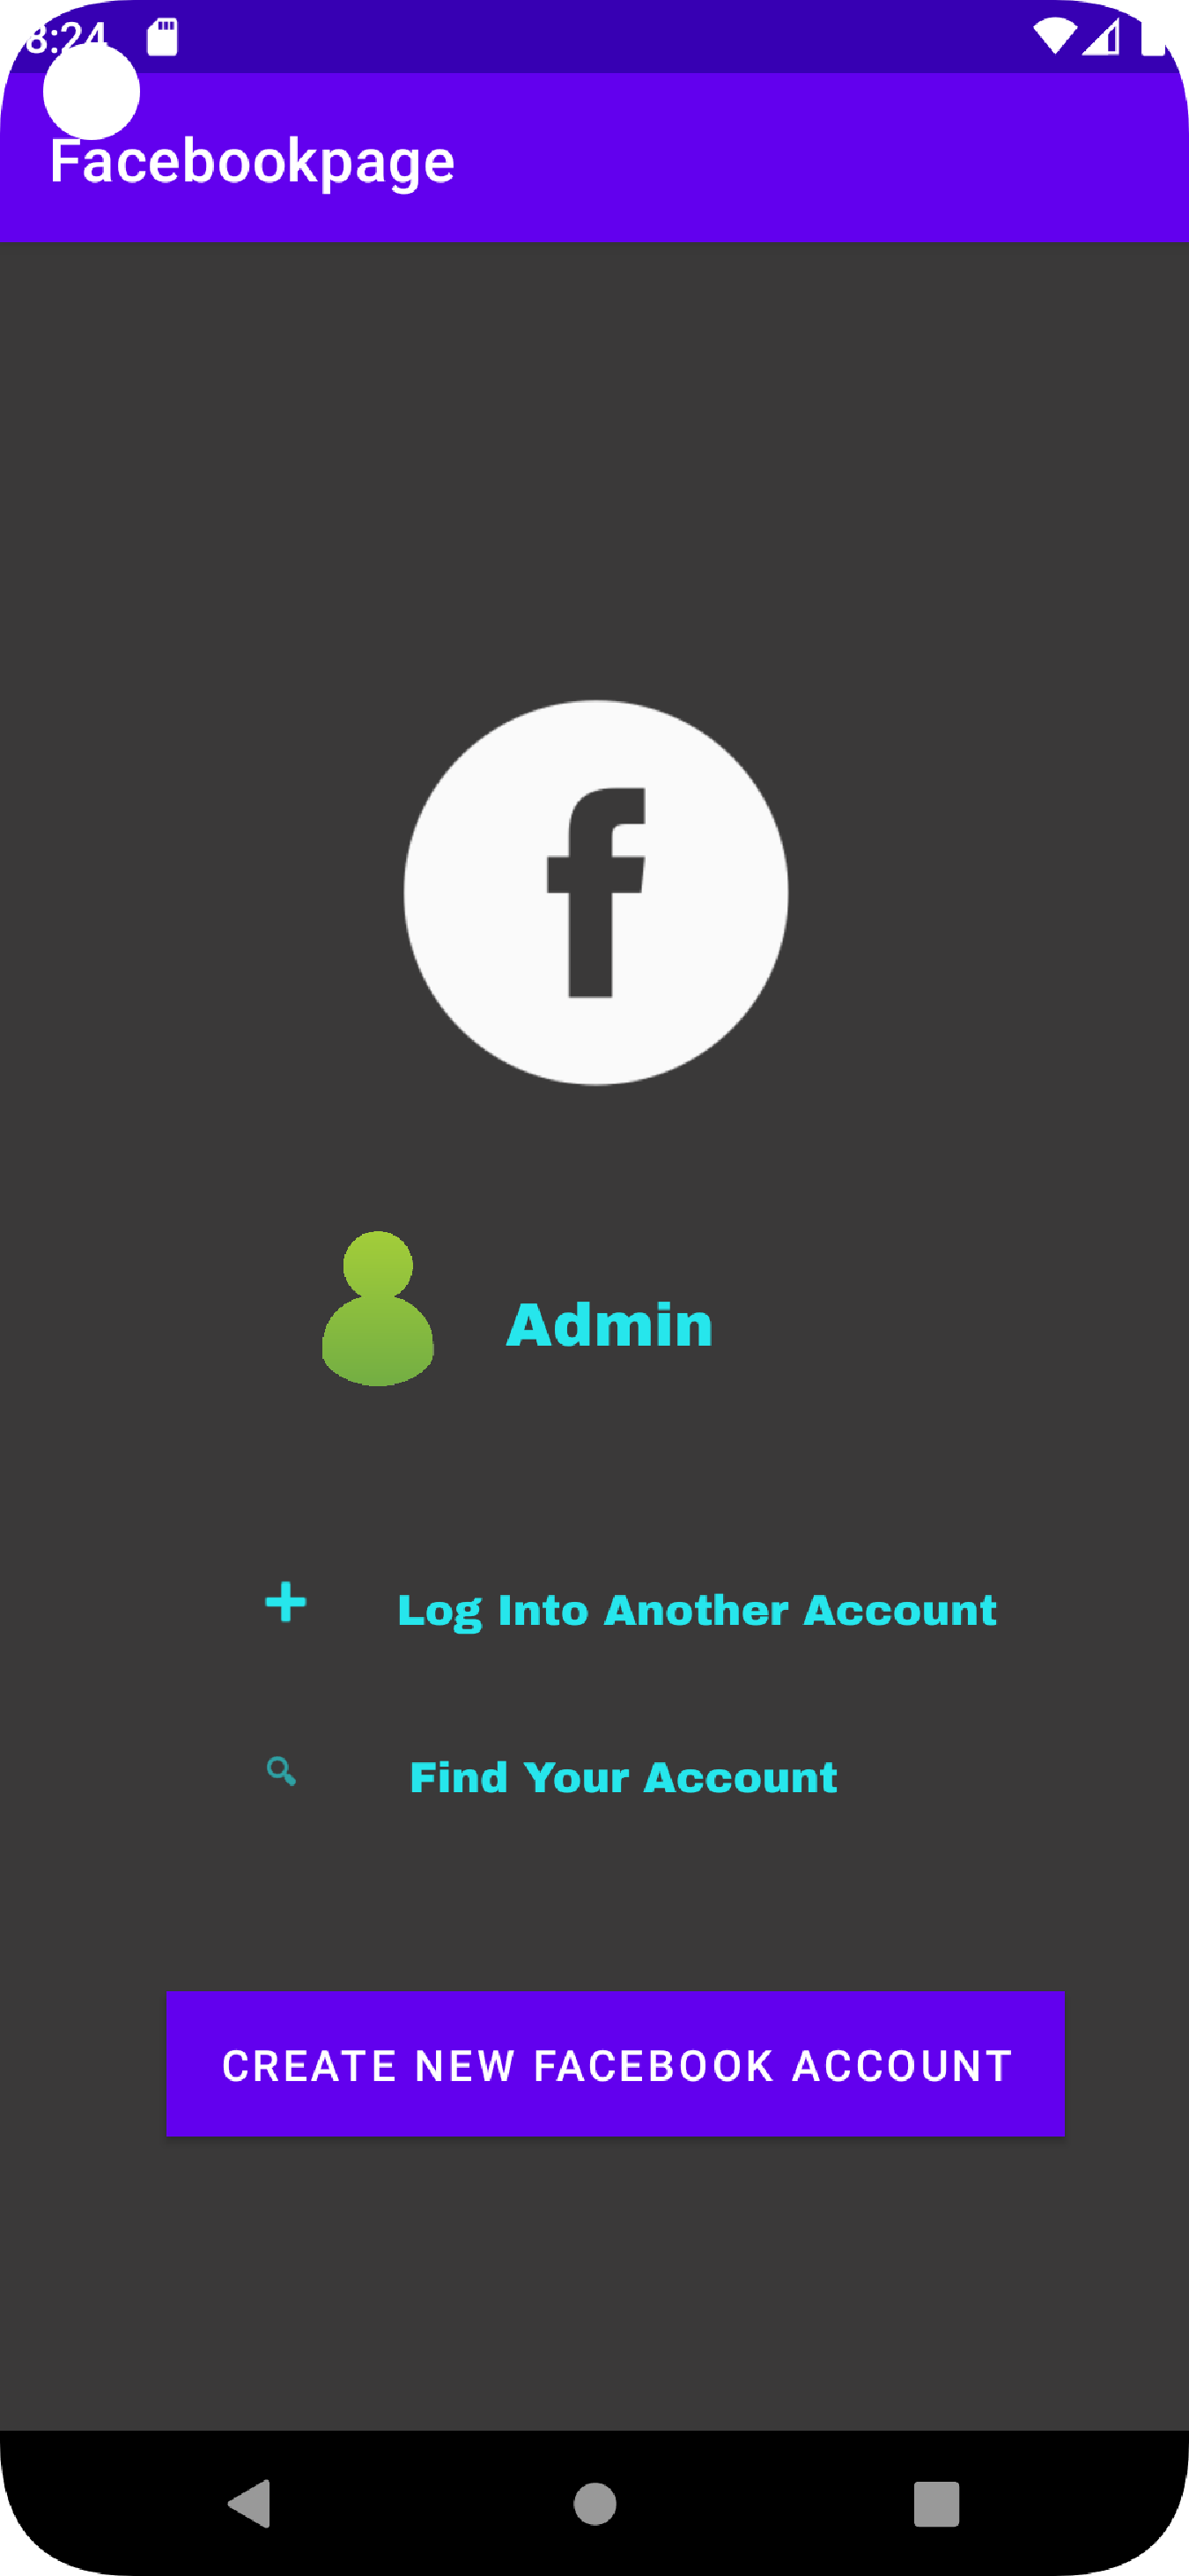 8:24
Facebookpage
f
Admin
Log Into Another Account
Find Your Account
CREATE NEW FACEBOOK ACCOUNT